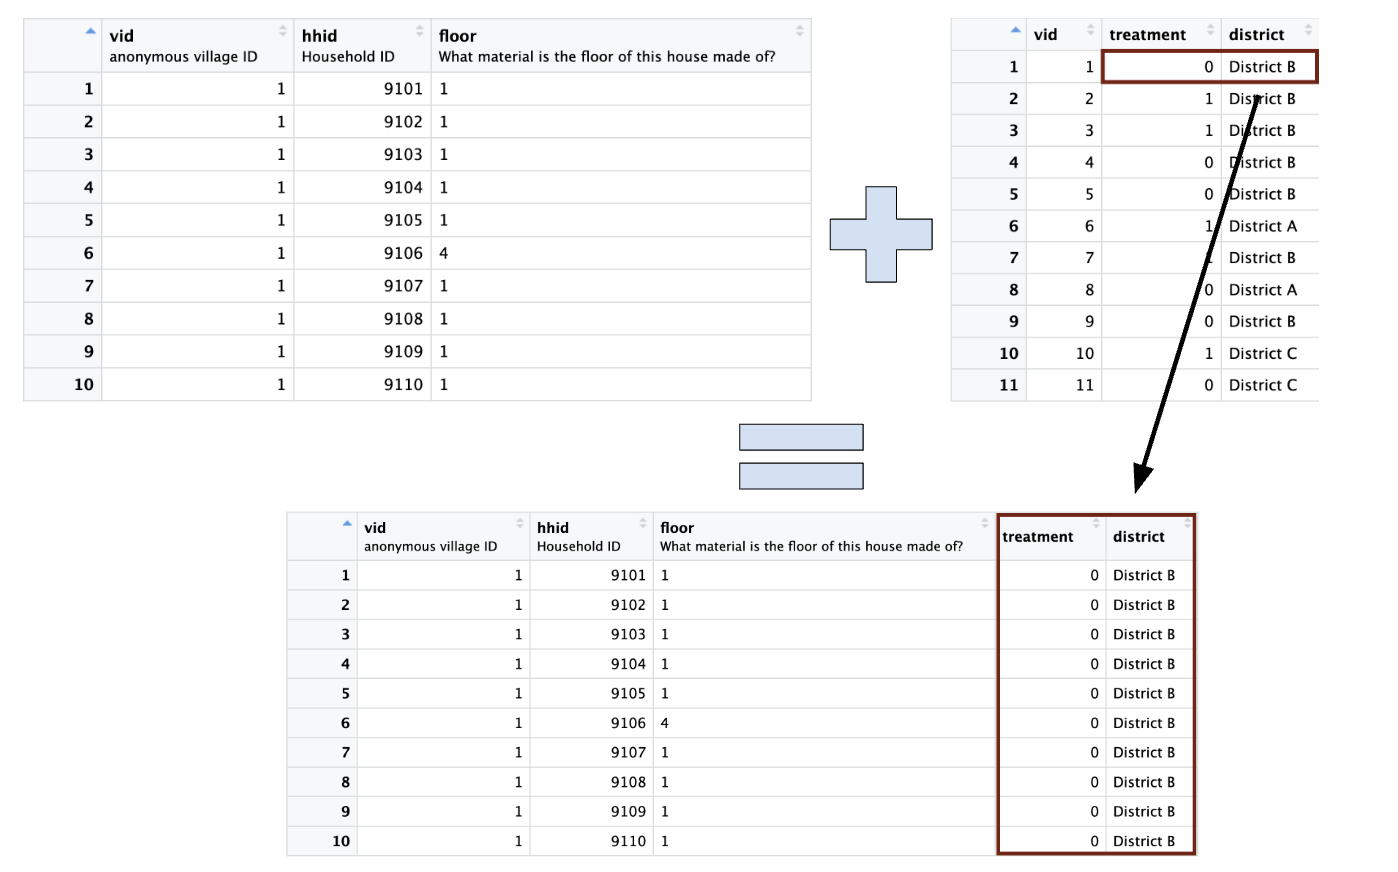 vid hhid floor
anonymous village ID Household ID What material is the floor of this house made of?
1 1 9101 1
2 1 9102 1
3 1 9103 1
4 1 9104 1
5 1 9105 1
6 1 9106 4
7 1 9107 1
8 1 9108 1
9 1 9109 1
10 1 9110 1
vid treatment district
1 1 0 District B
2 2 1 District B
3 3 1 District B
4 4 0 District B
5 5 0 District B
6 6 1 District A
7 7 1 District B
8 8 0 District A
9 9 0 District B
10 10 1 District C
11 11 0 District C
vid hhid floor treatment district
anonymous village ID Household ID What material is the floor of this house made of?
1 1 9101 1 0 District B
2 1 9102 1 0 District B
3 1 9103 1 0 District B
4 1 9104 1 0 District B
5 1 9105 1 0 District B
6 1 9106 4 0 District B
7 1 9107 1 0 District B
8 1 9108 1 0 District B
9 1 9109 1 0 District B
10 1 9110 1 0 District B